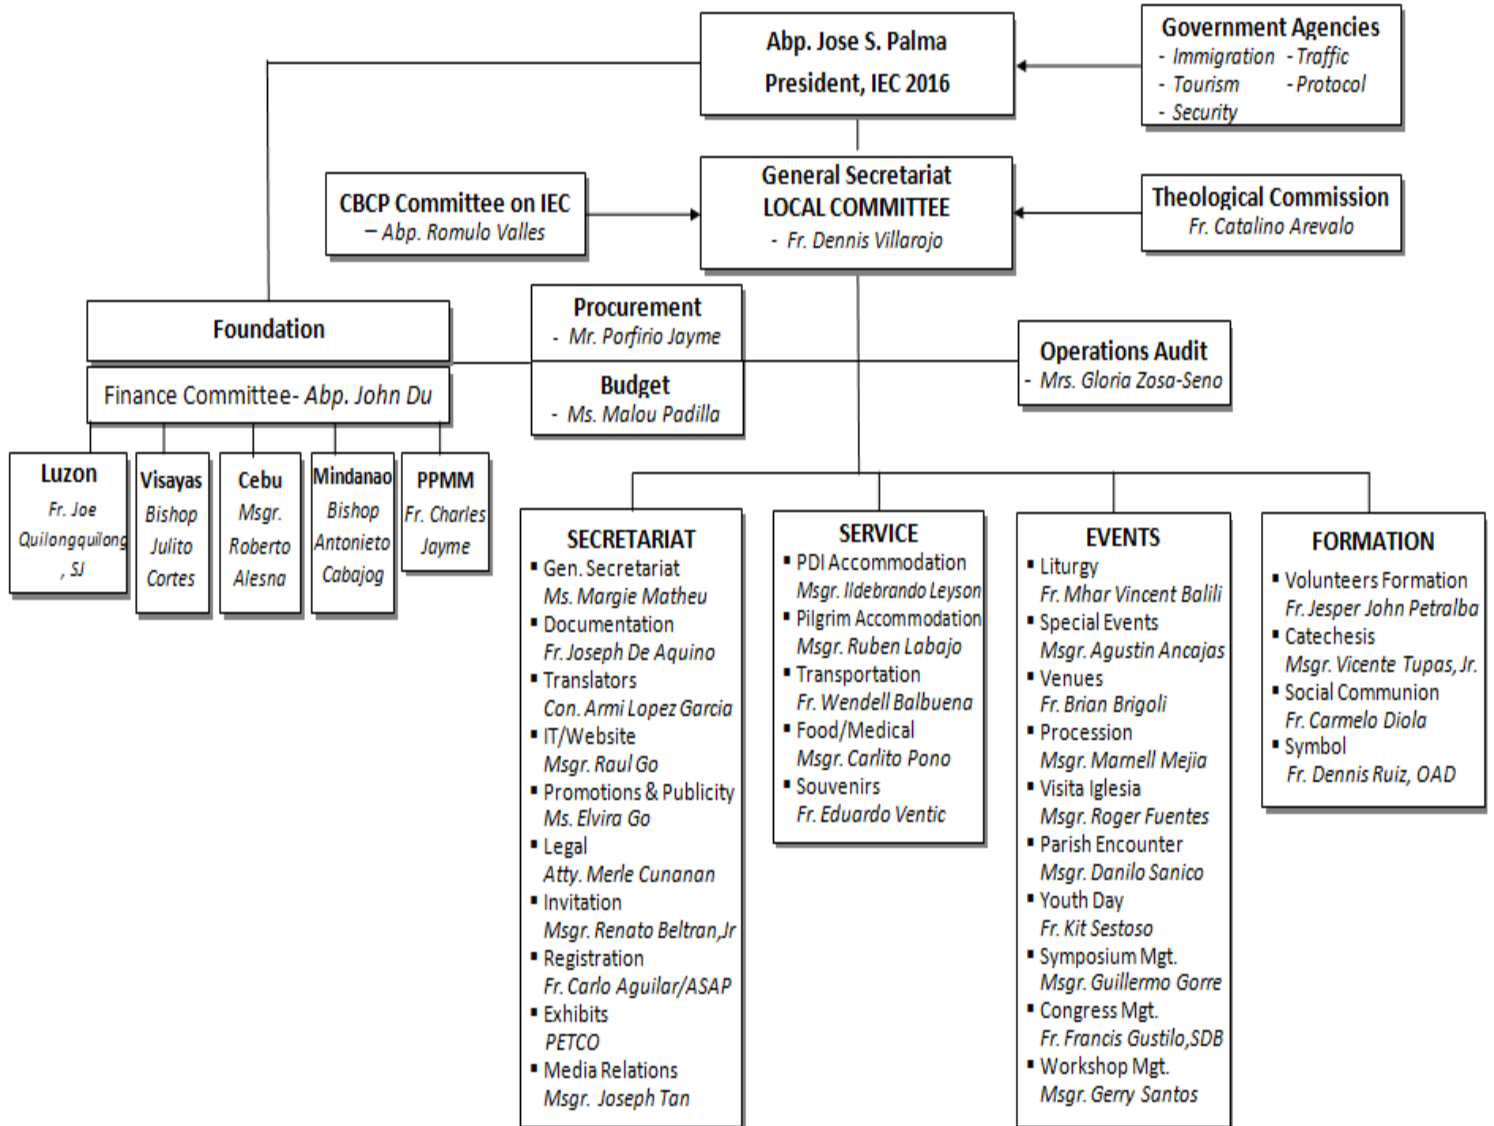 Abp. Jose S. Palma
President, IEC 2016
Government Agencies
- Immigration - Traffic
- Tourism - Protocol
- Security
CBCP Committee on IEC
– Abp. Romulo Valles
General Secretariat
LOCAL COMMITTEE
- Fr. Dennis Villarojo
Theological Commission
Fr. Catalino Arevalo
Foundation
Finance Committee- Abp. John Du
Procurement
- Mr. Porfirio Jayme
Budget
- Ms. Malou Padilla
Operations Audit
- Mrs. Gloria Zosa-Seno
Luzon
Fr. Joe
Quilongquilong
, SJ
Visayas
Bishop
Julito
Cortes
Cebu
Msgr.
Roberto
Alesna
Mindanao
Bishop
Antonieto
Cabajog
PPMM
Fr. Charles
Jayme
SECRETARIAT
▪ Gen. Secretariat
Ms. Margie Matheu
▪ Documentation
Fr. Joseph De Aquino
▪ Translators
Con. Armi Lopez Garcia
▪ IT/Website
Msgr. Raul Go
▪ Promotions & Publicity
Ms. Elvira Go
▪ Legal
Atty. Merle Cunanan
▪ Invitation
Msgr. Renato Beltran,Jr
▪ Registration
Fr. Carlo Aguilar/ASAP
▪ Exhibits
PETCO
▪ Media Relations
Msgr. Joseph Tan
SERVICE
▪ PDI Accommodation
Msgr. Ildebrando Leyson
▪ Pilgrim Accommodation
Msgr. Ruben Labajo
▪ Transportation
Fr. Wendell Balbuena
▪ Food/Medical
Msgr. Carlito Pono
▪ Souvenirs
Fr. Eduardo Ventic
EVENTS
▪ Liturgy
Fr. Mhar Vincent Balili
▪ Special Events
Msgr. Agustin Ancajas
▪ Venues
Fr. Brian Brigoli
▪ Procession
Msgr. Marnell Mejia
▪ Visita Iglesia
Msgr. Roger Fuentes
▪ Parish Encounter
Msgr. Danilo Sanico
▪ Youth Day
Fr. Kit Sestoso
▪ Symposium Mgt.
Msgr. Guillermo Gorre
▪ Congress Mgt.
Fr. Francis Gustilo,SDB
▪ Workshop Mgt.
Msgr. Gerry Santos
FORMATION
▪ Volunteers Formation
Fr. Jesper John Petralba
▪ Catechesis
Msgr. Vicente Tupas, Jr.
▪ Social Communion
Fr. Carmelo Diola
▪ Symbol
Fr. Dennis Ruiz, OAD